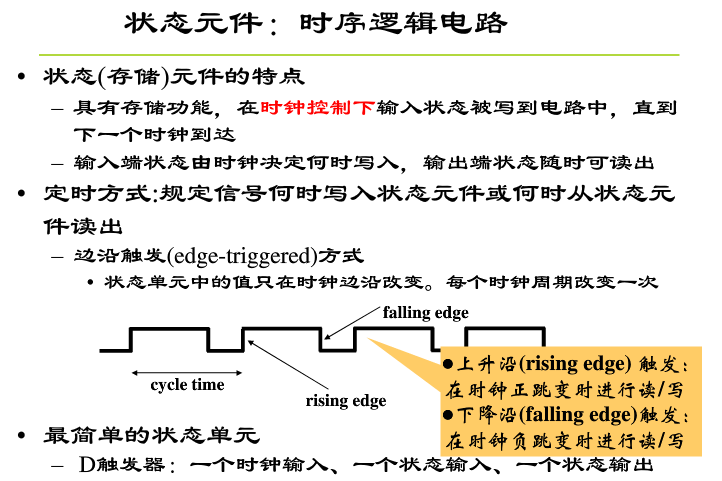 状态元件：时序逻辑电路
• 状态(存储)元件的特点
– 具有存储功能，在时钟控制下输入状态被写到电路中，直到
下一个时钟到达
– 输入端状态由时钟决定何时写入，输出端状态随时可读出
• 定时方式:规定信号何时写入状态元件或何时从状态元
件读出
– 边沿触发(edge-triggered)方式
• 状态单元中的值只在时钟边沿改变。每个时钟周期改变一次
falling edge
cycle time
rising edge
●上升沿(rising edge) 触发：
在时钟正跳变时进行读/写
●下降沿(falling edge)触发：
在时钟负跳变时进行读/写
• 最简单的状态单元
– D触发器：一个时钟输入、一个状态输入、一个状态输出